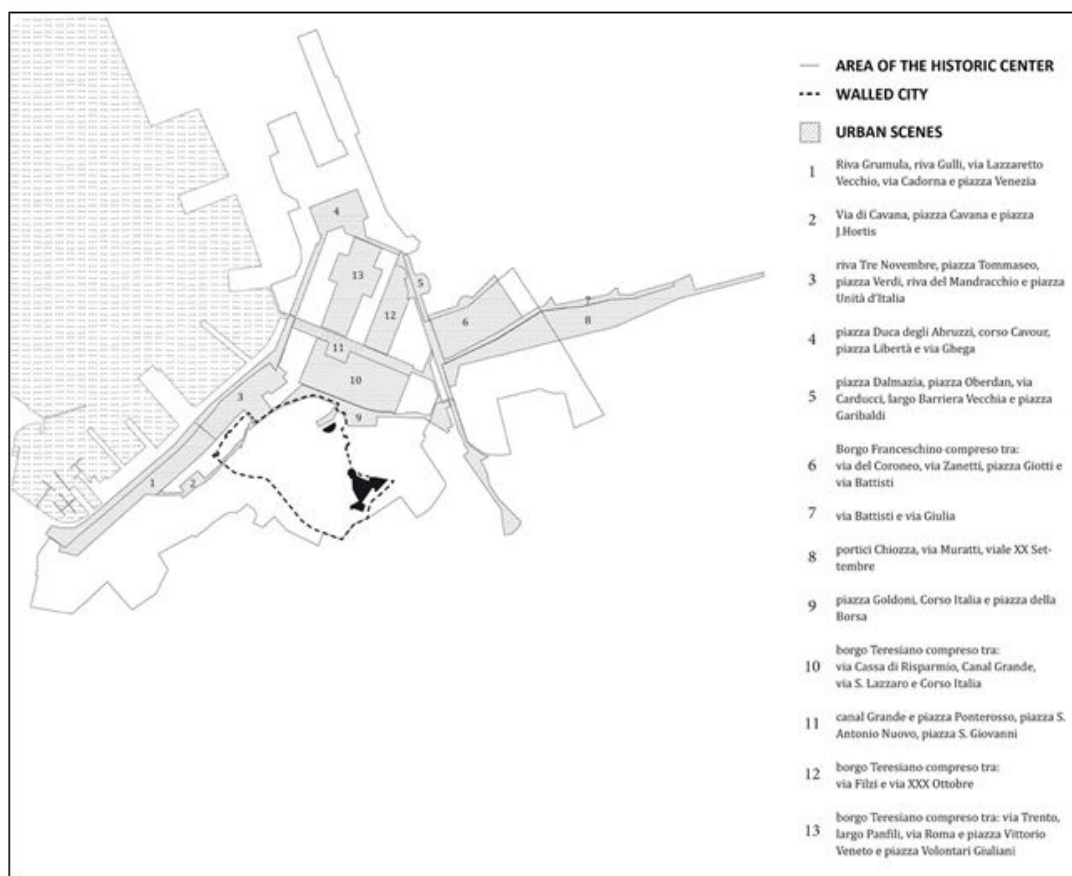 AREA OF THE HISTORIC CENTER
WALLED CITY
URBAN SCENES
1 Riva Grumula, riva Gulli, via Lazzaretto
Vecchio, via Cadorna e piazza Venezia
2 Via di Cavana, piazza Cavana e piazza
J.Hortis
3 riva Tre Novembre, piazza Tommaseo,
piazza Verdi, riva del Mandracchio e piazza
Unità d'Italia
4 piazza Duca degli Abruzzi, corso Cavour,
piazza Libertà e via Ghega
5 piazza Dalmazia, piazza Oberdan, via
Carducci, largo Barriera Vecchia e piazza
Garibaldi
6 Borgo Franceschino compreso tra:
via del Coroneo, via Zanetti, piazza Giotti e
via Battisti
7 via Battisti e via Giulia
8 portici Chiozza, via Muratti, viale XX Set-
tembre
9 piazza Goldoni, Corso Italia e piazza della
Borsa
10 borgo Teresiano compreso tra:
via Cassa di Risparmio, Canal Grande,
via S. Lazzaro e Corso Italia
11 canal Grande e piazza Ponterosso, piazza S.
Antonio Nuovo, piazza S. Giovanni
12 borgo Teresiano compreso tra:
via Filzi e via XXX Ottobre
13 borgo Teresiano compreso tra: via Trento,
largo Panfili, via Roma e piazza Vittorio
Veneto e piazza Volontari Giuliani
4
13
5
12
6
7
8
11
10
3
9
2
1